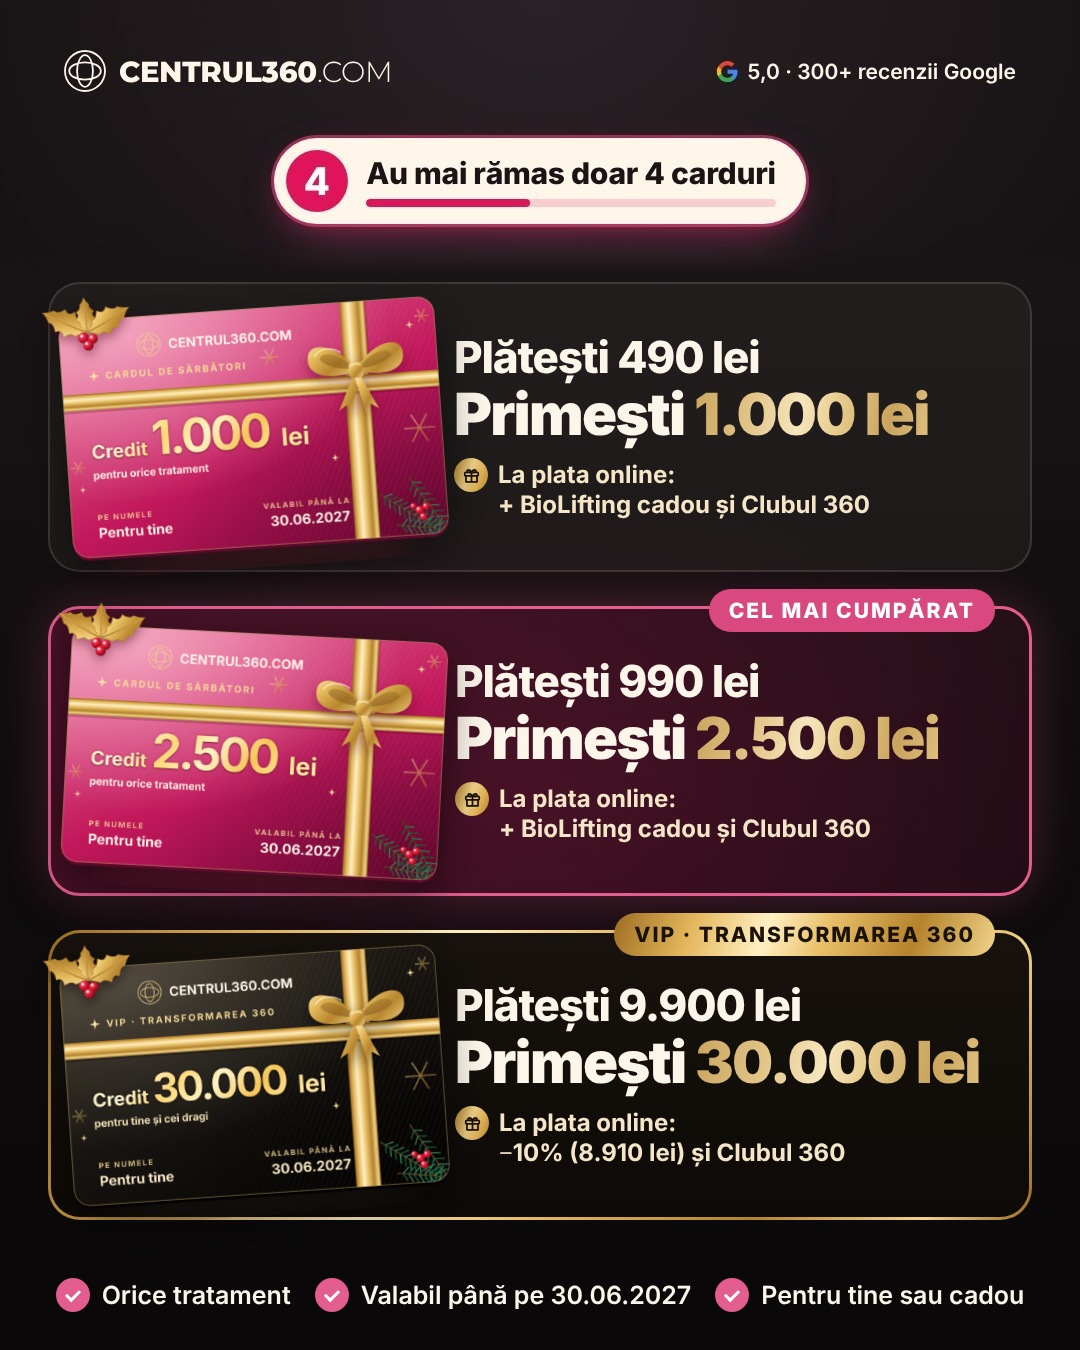 CENTRUL360.COM
5,0 · 300+ recenzii Google
4
Au mai rămas doar 4 carduri
CENTRUL360.COM
CARDUL DE SĂRBĂTORI
Credit 1.000 lei
pentru orice tratament
PE NUMELE
Pentru tine
VALABIL PÂNĂ LA
30.06.2027
Plătești 490 lei
Primești 1.000 lei
La plata online:
+ BioLifting cadou și Clubul 360
CEL MAI CUMPĂRAT
CENTRUL360.COM
CARDUL DE SĂRBĂTORI
Credit 2.500 lei
pentru orice tratament
PE NUMELE
Pentru tine
VALABIL PÂNĂ LA
30.06.2027
Plătești 990 lei
Primești 2.500 lei
La plata online:
+ BioLifting cadou și Clubul 360
VIP · TRANSFORMAREA 360
CENTRUL360.COM
VIP · TRANSFORMAREA 360
Credit 30.000 lei
pentru tine și cei dragi
PE NUMELE
Pentru tine
VALABIL PÂNĂ LA
30.06.2027
Plătești 9.900 lei
Primești 30.000 lei
La plata online:
−10% (8.910 lei) și Clubul 360
Orice tratament
Valabil până pe 30.06.2027
Pentru tine sau cadou